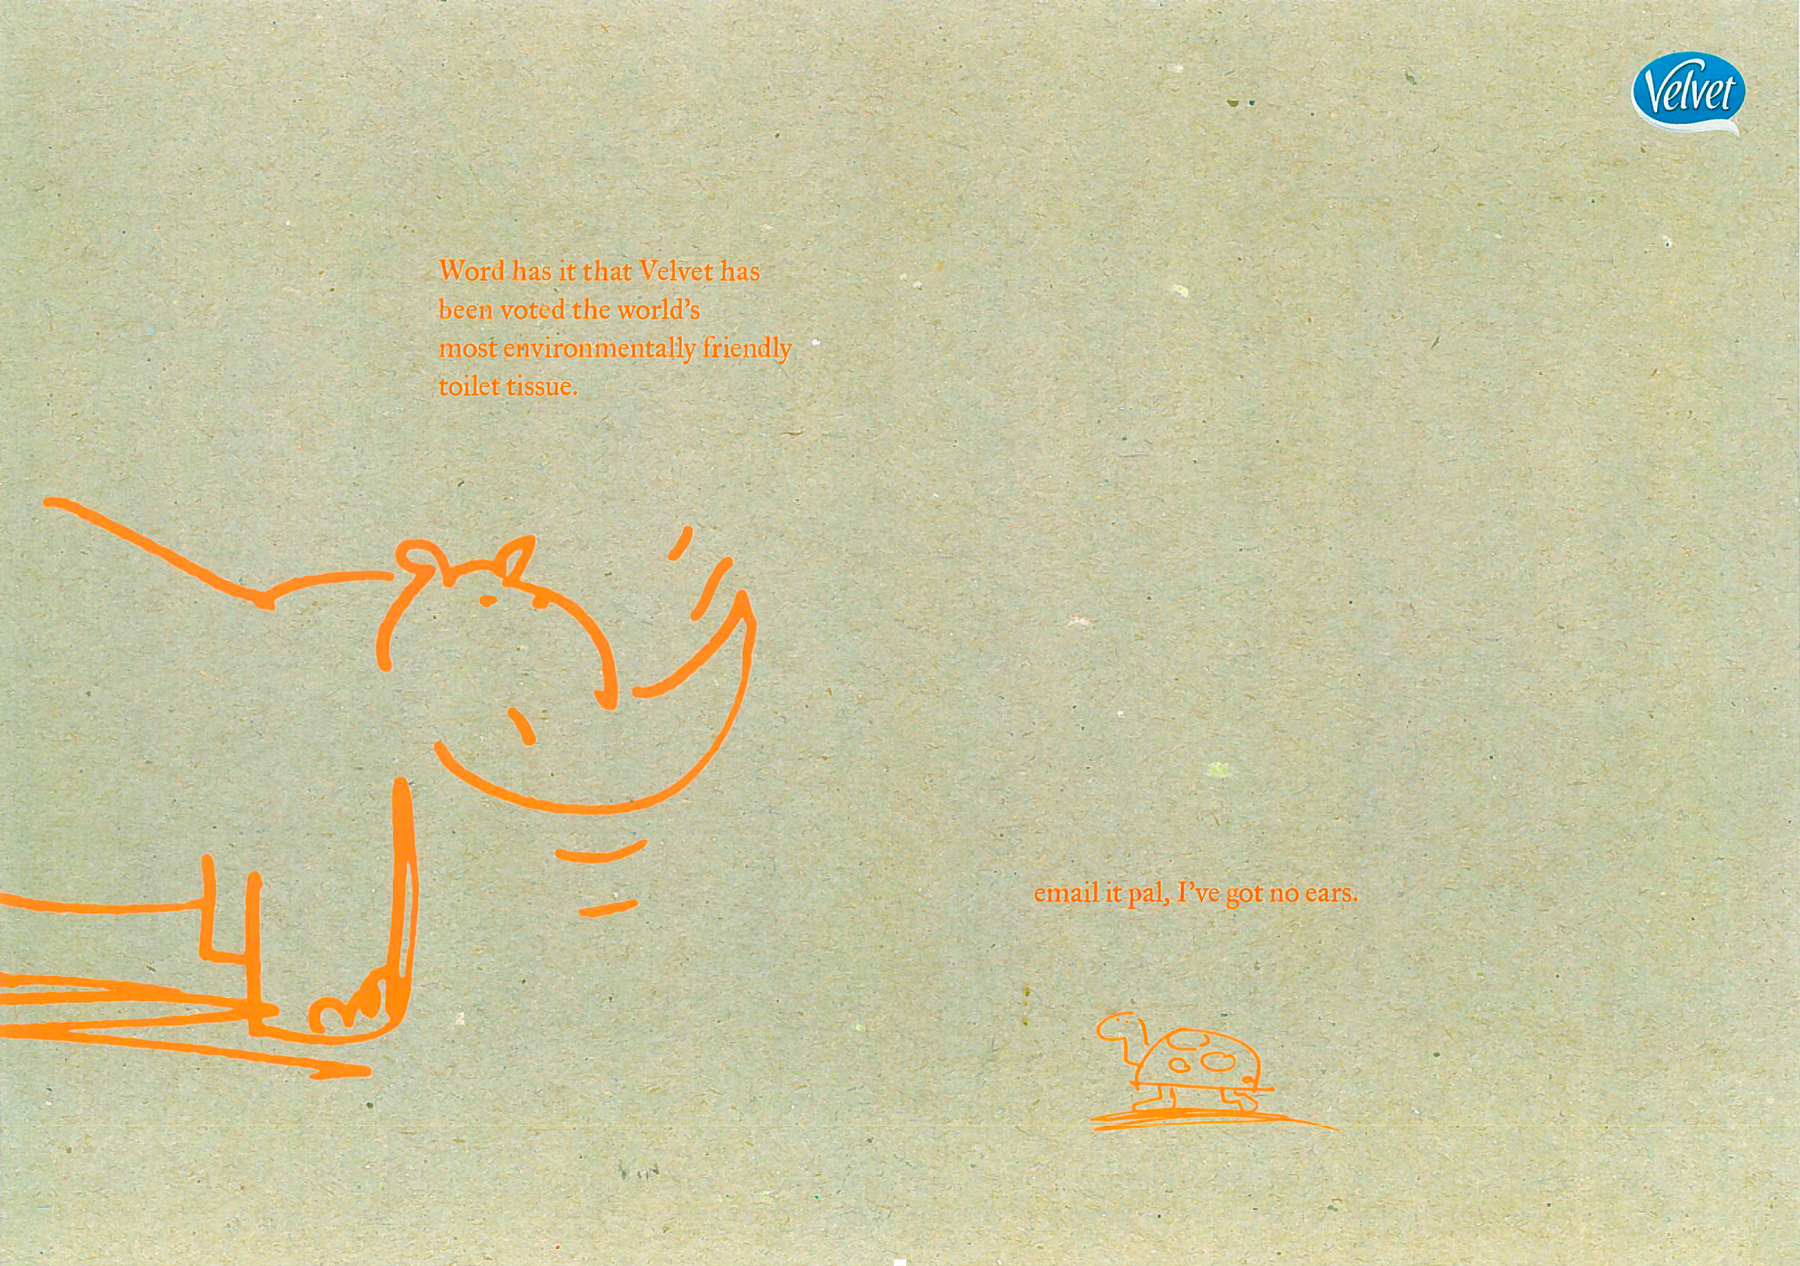 Velvet
Word has it that Velvet has
been voted the world's
most environmentally friendly
toilet tissue.
email it pal, I've got no ears.